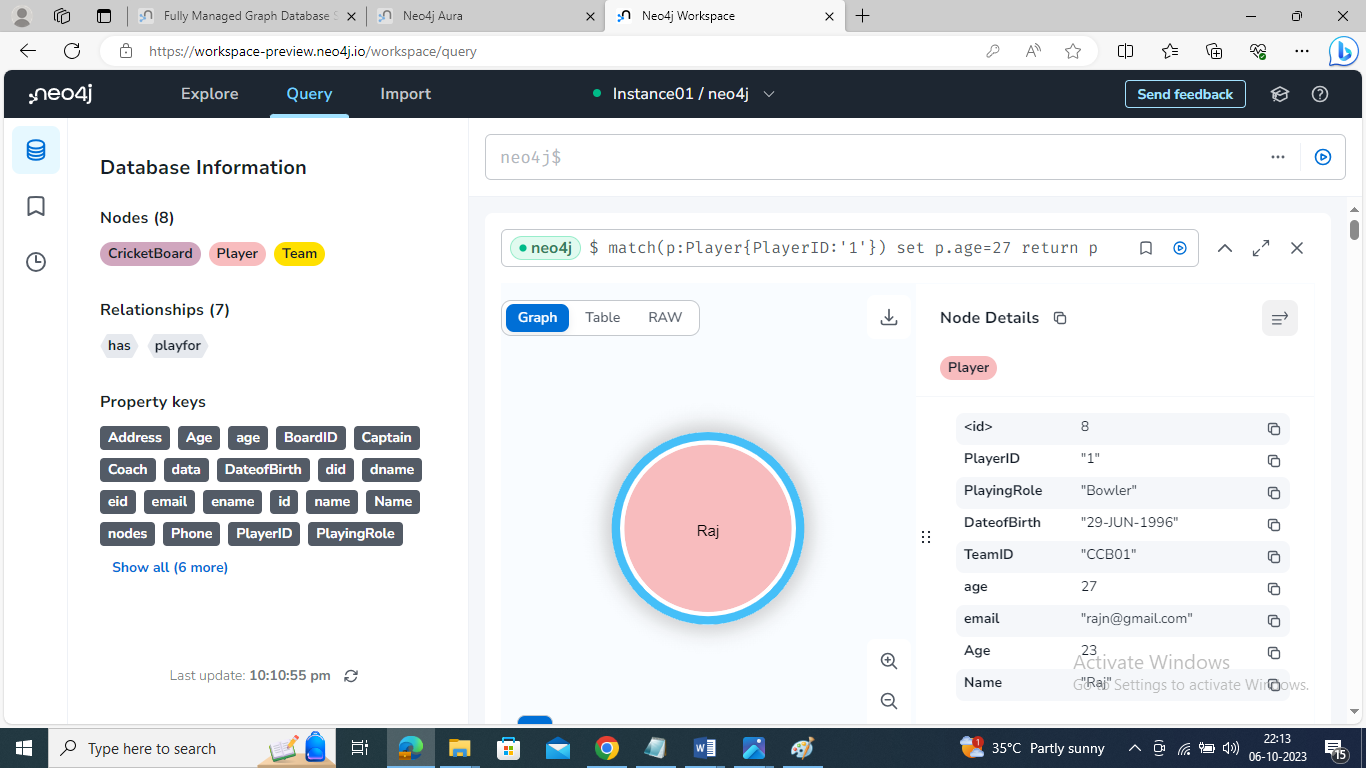 Fully Managed Graph Database S
Neo4j Aura
Neo4j Workspace
https://workspace-preview.neo4j.io/workspace/query
neo4j
Explore
Query
Import
Instance01 / neo4j
Send feedback
Database Information
Nodes (8)
CricketBoard Player Team
Relationships (7)
has playfor
Property keys
Address Age age BoardID Captain
Coach data DateofBirth did dname
eid email ename id name Name
nodes Phone PlayerID PlayingRole
Show all (6 more)
Last update: 10:10:55 pm
neo4j$
neo4j $ match(p:Player{PlayerID:'1'}) set p.age=27 return p
Graph Table RAW
Raj
Node Details
Player
<id> 8
PlayerID "1"
PlayingRole "Bowler"
DateofBirth "29-JUN-1996"
TeamID "CCB01"
age 27
email "rajn@gmail.com"
Age 23
Name "Raj"
Activate Windows
Go to Settings to activate Windows.
Type here to search
35°C Partly sunny
22:13
06-10-2023
15